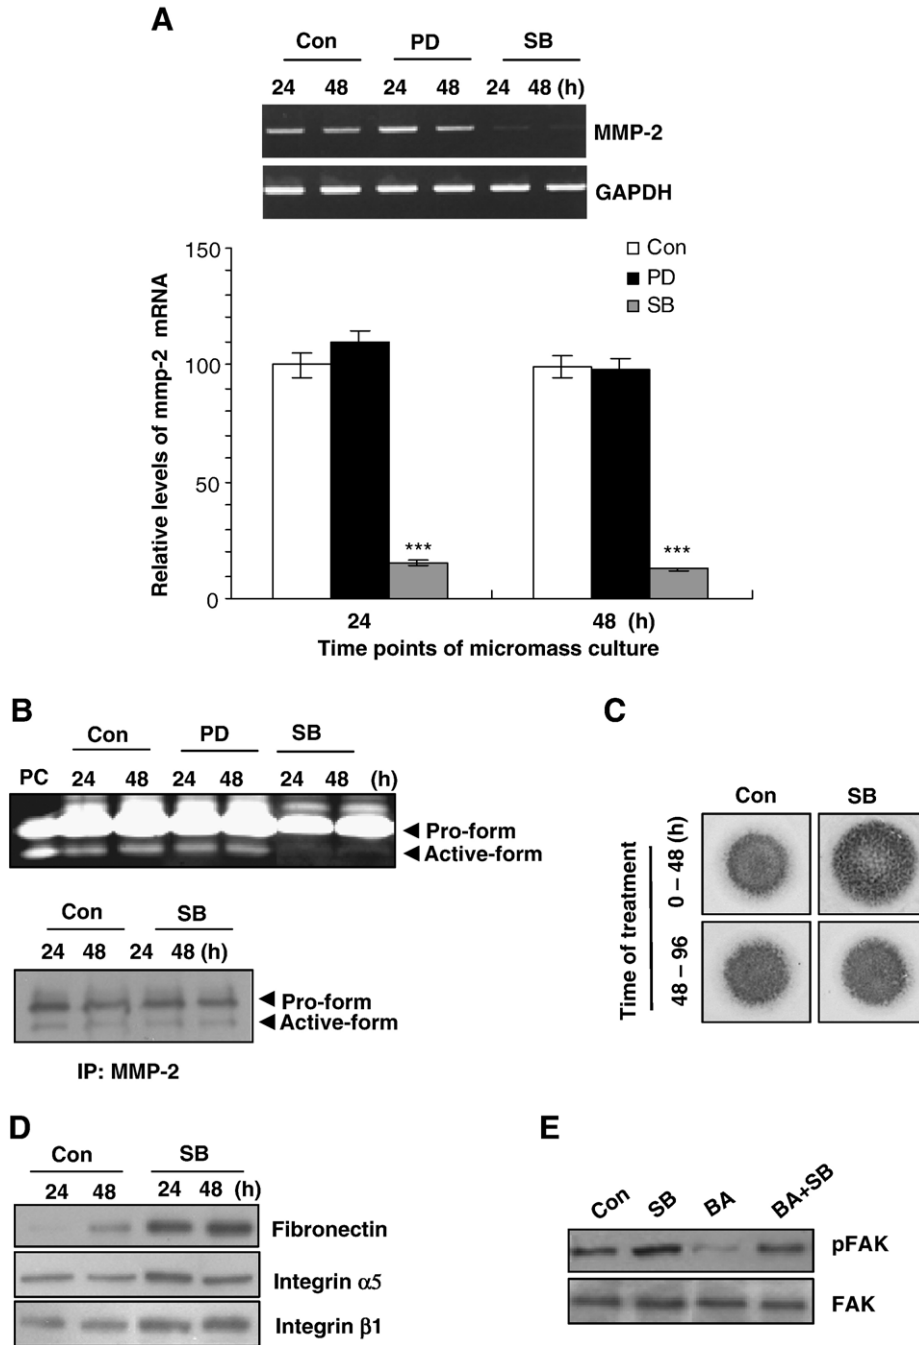 A
Con PD SB
24 48 24 48 24 48 (h)
MMP-2
GAPDH
Con
PD
SB
150
100
50
0
Relative levels of mmp-2 mRNA
***
***
24 48 (h)
Time points of micromass culture
B
Con PD SB
PC 24 48 24 48 24 48 (h)
Pro-form
Active-form
Con SB
24 48 24 48 (h)
Pro-form
Active-form
IP: MMP-2
C
Con SB
Time of treatment
0 – 48 (h)
48 – 96
D
Con SB
24 48 24 48 (h)
Fibronectin
Integrin α5
Integrin β1
E
Con SB BA BA+SB
pFAK
FAK